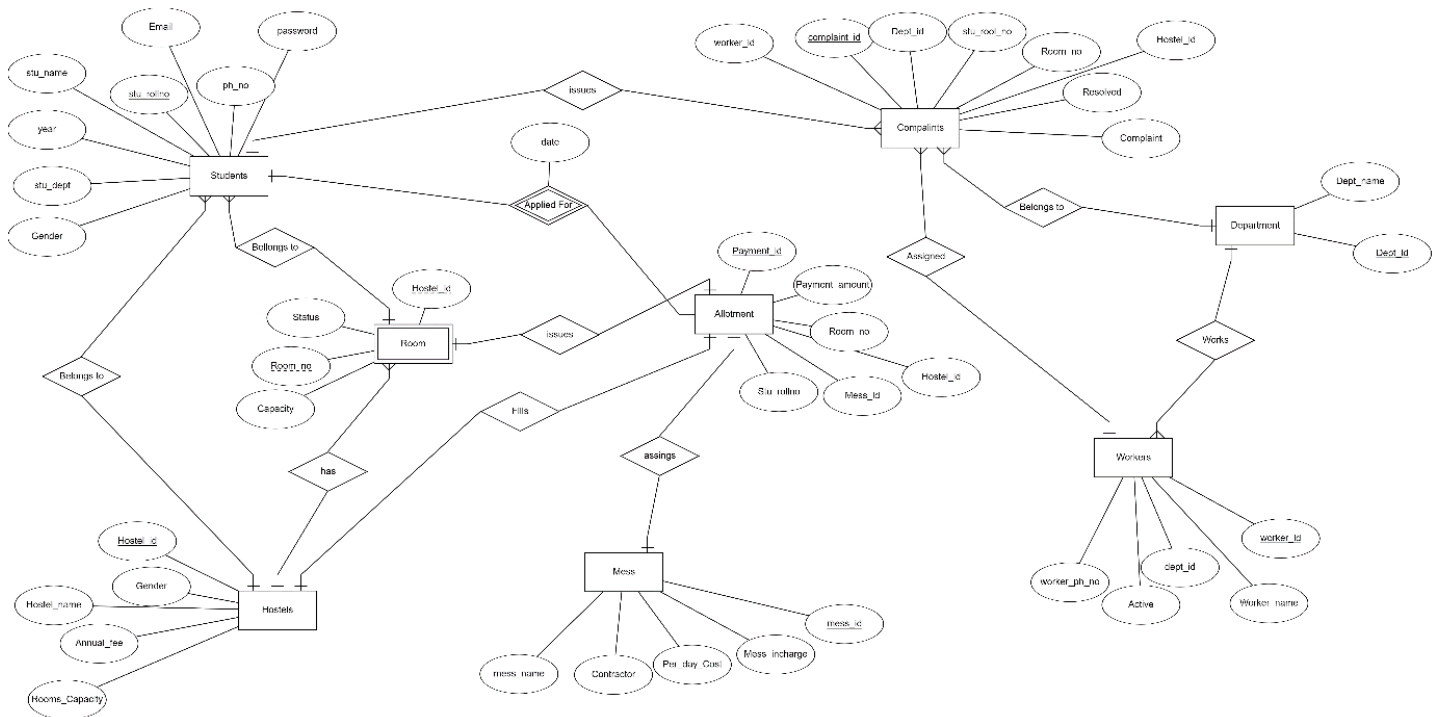 Email
password
stu_name
stu_rollno
ph_no
year
stu_dept
Gender
Students
issues
date
Applied For
worker_id
complaint_id
Dept_id
stu_rool_no
Room_no
Hostel_id
Resolved
Complaint
Compalints
Belongs to
Dept_name
Department
Dept_id
Assigned
Works
Bellongs to
Hostel_id
Status
Room_no
Capacity
Room
issues
Payment_id
Payment_amount
Allotment
Room_no
Hostel_id
Stu_rollno
Mess_id
Belongs to
Fills
has
assings
Workers
worker_ph_no
Active
dept_id
Worker_name
worker_id
Hostel_id
Gender
Hostel_name
Annual_fee
Rooms_Capacity
Hostels
Mess
mess_name
Contractor
Per_day_Cost
Mess_incharge
mess_id